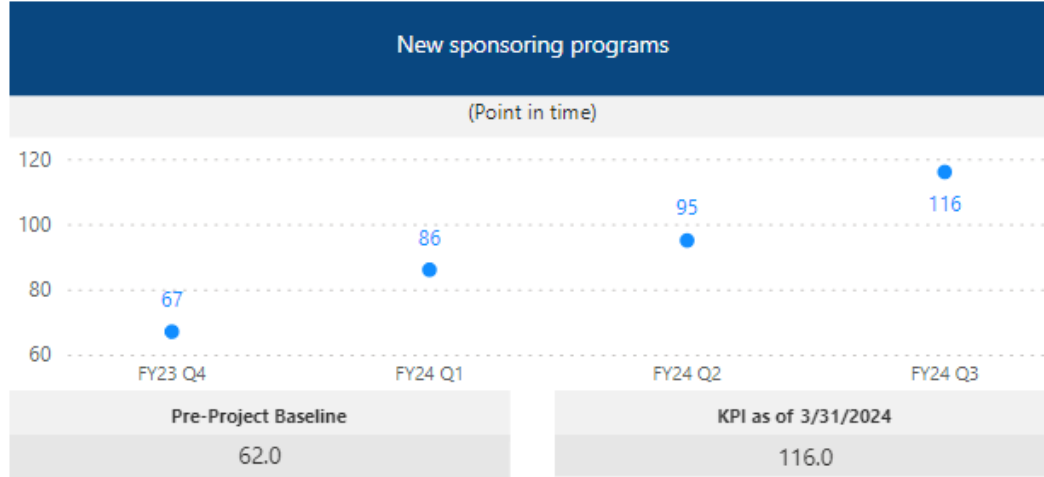 New sponsoring programs
(Point in time)
120
100
80
60
67
86
95
116
FY23 Q4 FY24 Q1 FY24 Q2 FY24 Q3
Pre-Project Baseline KPI as of 3/31/2024
62.0 116.0